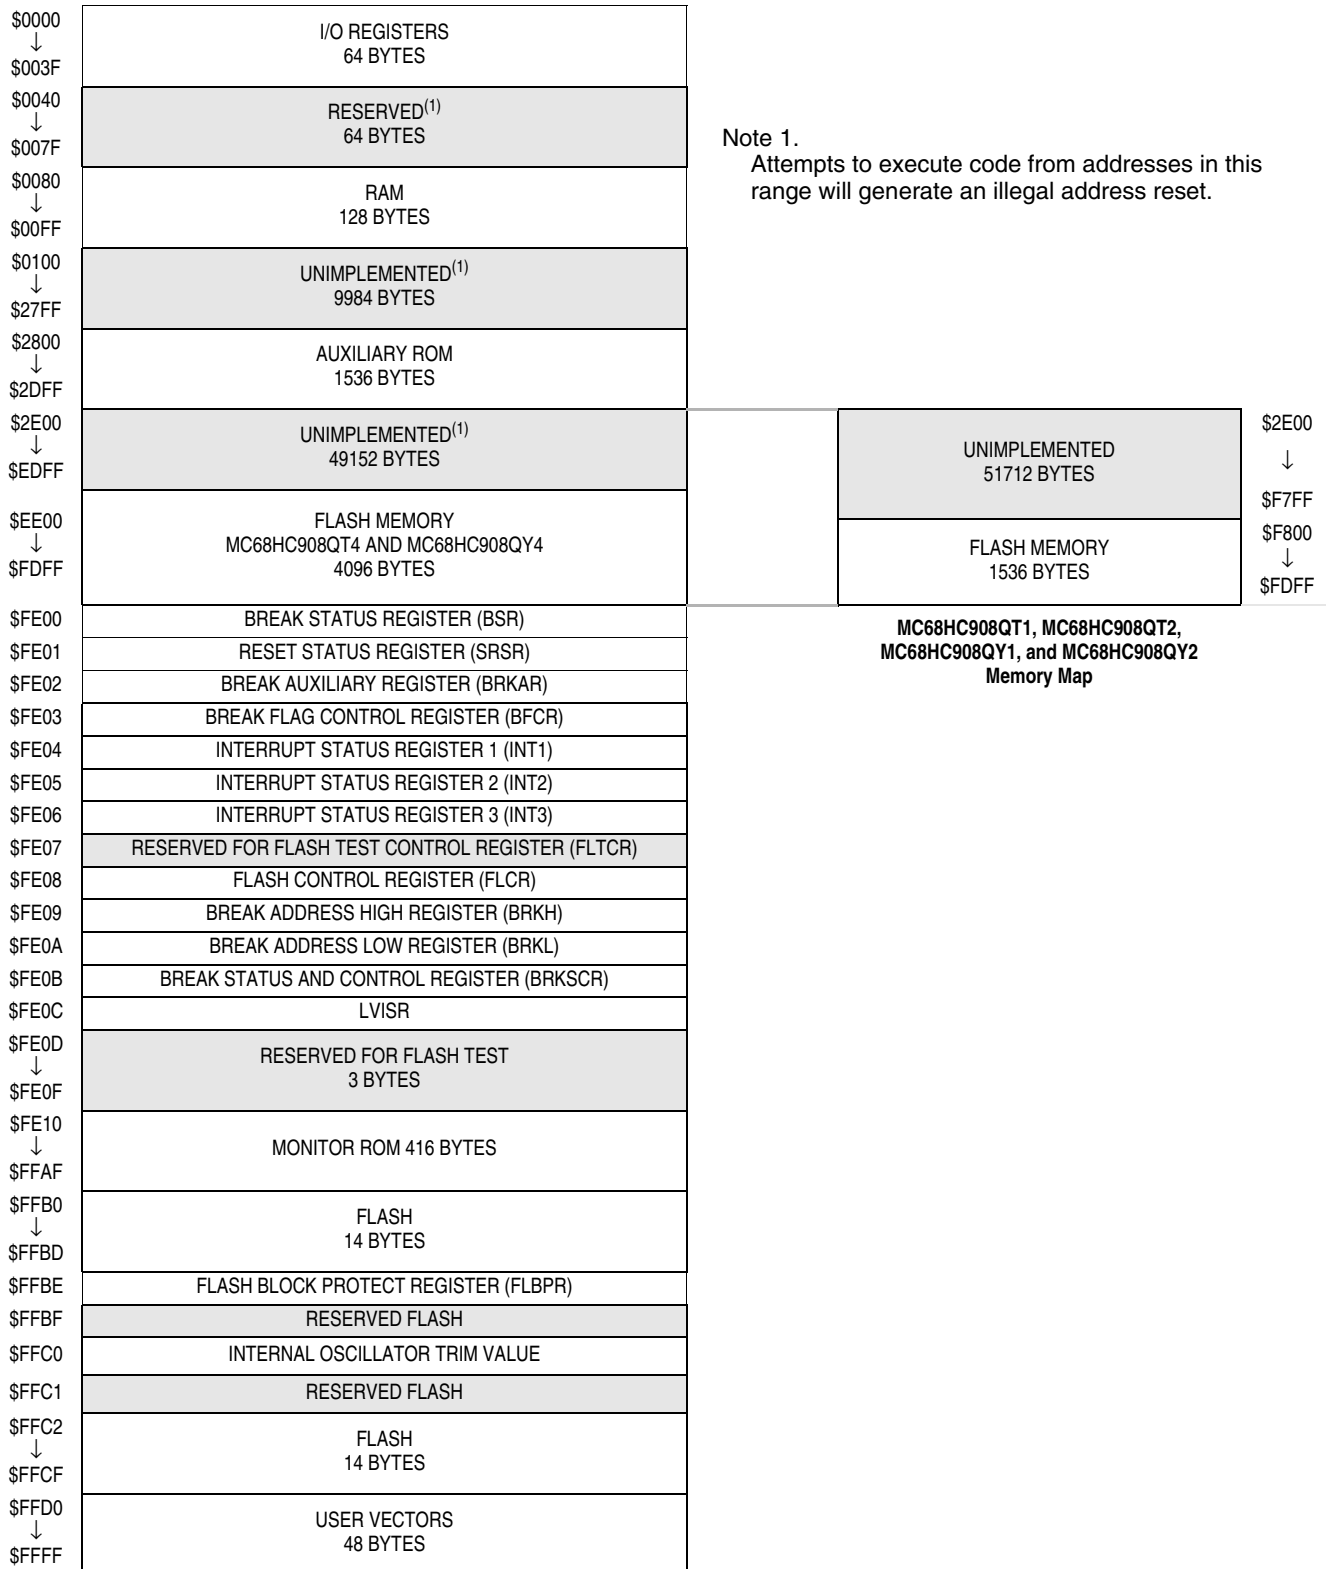 $0000
↓
$003F
I/O REGISTERS
64 BYTES
$0040
↓
$007F
RESERVED(1)
64 BYTES
Note 1.
Attempts to execute code from addresses in this
range will generate an illegal address reset.
$0080
↓
$00FF
RAM
128 BYTES
$0100
↓
$27FF
UNIMPLEMENTED(1)
9984 BYTES
$2800
↓
$2DFF
AUXILIARY ROM
1536 BYTES
$2E00
↓
$EDFF
UNIMPLEMENTED(1)
49152 BYTES
UNIMPLEMENTED
51712 BYTES
$2E00
↓
$F7FF
$EE00
↓
$FDFF
FLASH MEMORY
MC68HC908QT4 AND MC68HC908QY4
4096 BYTES
FLASH MEMORY
1536 BYTES
$F800
↓
$FDFF
MC68HC908QT1, MC68HC908QT2,
MC68HC908QY1, and MC68HC908QY2
Memory Map
$FE00 BREAK STATUS REGISTER (BSR)
$FE01 RESET STATUS REGISTER (SRSR)
$FE02 BREAK AUXILIARY REGISTER (BRKAR)
$FE03 BREAK FLAG CONTROL REGISTER (BFCR)
$FE04 INTERRUPT STATUS REGISTER 1 (INT1)
$FE05 INTERRUPT STATUS REGISTER 2 (INT2)
$FE06 INTERRUPT STATUS REGISTER 3 (INT3)
$FE07 RESERVED FOR FLASH TEST CONTROL REGISTER (FLTCR)
$FE08 FLASH CONTROL REGISTER (FLCR)
$FE09 BREAK ADDRESS HIGH REGISTER (BRKH)
$FE0A BREAK ADDRESS LOW REGISTER (BRKL)
$FE0B BREAK STATUS AND CONTROL REGISTER (BRKSCR)
$FE0C LVISR
$FE0D
↓
$FE0F
RESERVED FOR FLASH TEST
3 BYTES
$FE10
↓
$FFAF
MONITOR ROM 416 BYTES
$FFB0
↓
$FFBD
FLASH
14 BYTES
$FFBE FLASH BLOCK PROTECT REGISTER (FLBPR)
$FFBF RESERVED FLASH
$FFC0 INTERNAL OSCILLATOR TRIM VALUE
$FFC1 RESERVED FLASH
$FFC2
↓
$FFCF
FLASH
14 BYTES
$FFD0
↓
$FFFF
USER VECTORS
48 BYTES